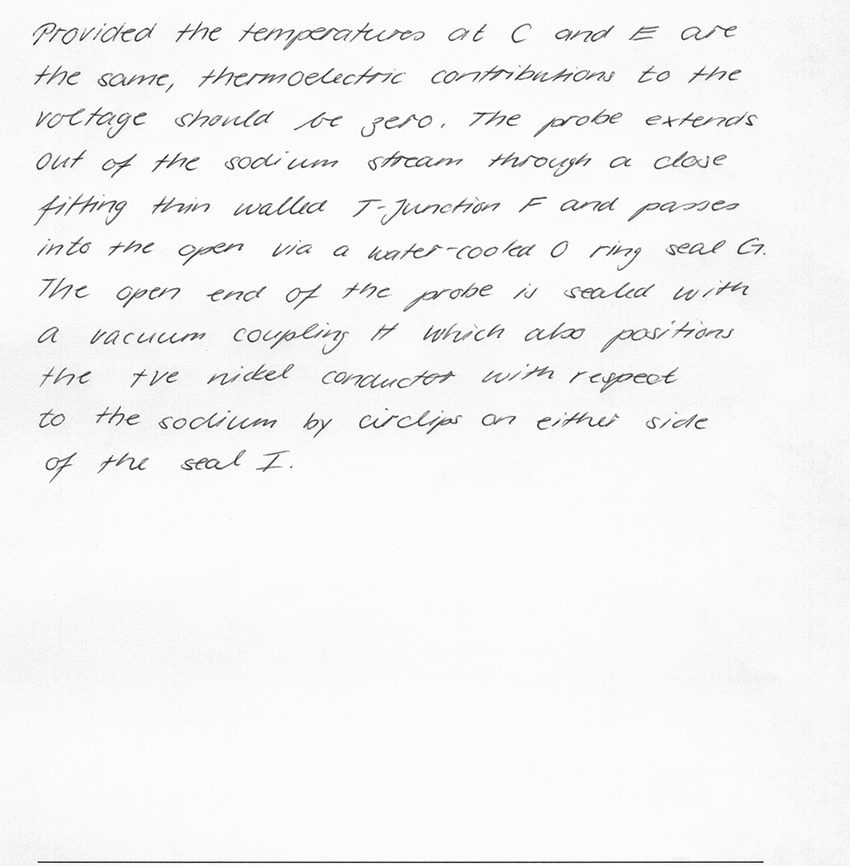 Provided the temperatures at C and E are
the same, thermoelectric contributions to the
voltage should be zero. The probe extends
out of the sodium stream through a close
fitting thin walled T-junction F and passes
into the open via a water-cooled O ring seal G.
The open end of the probe is sealed with
a vacuum coupling H which also positions
the +ve nickel conductor with respect
to the sodium by circlips on either side
of the seal I.